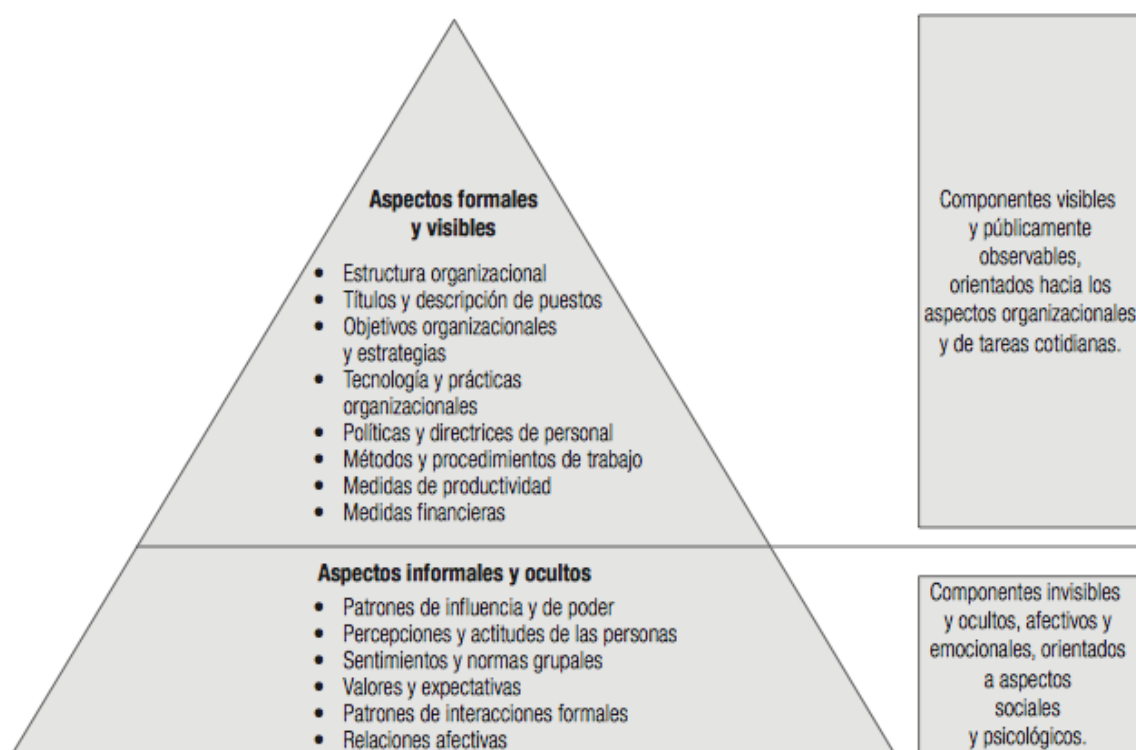 Aspectos formales
y visibles
• Estructura organizacional
• Títulos y descripción de puestos
• Objetivos organizacionales
y estrategias
• Tecnología y prácticas
organizacionales
• Políticas y directrices de personal
• Métodos y procedimientos de trabajo
• Medidas de productividad
• Medidas financieras
Componentes visibles
y públicamente
observables,
orientados hacia los
aspectos organizacionales
y de tareas cotidianas.
Aspectos informales y ocultos
• Patrones de influencia y de poder
• Percepciones y actitudes de las personas
• Sentimientos y normas grupales
• Valores y expectativas
• Patrones de interacciones formales
• Relaciones afectivas
Componentes invisibles
y ocultos, afectivos y
emocionales, orientados
a aspectos
sociales
y psicológicos.